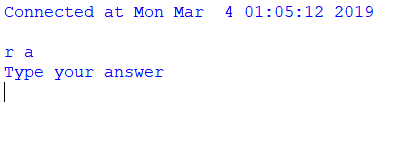 Connected at Mon Mar  4 01:05:12 2019
r a
Type your answer